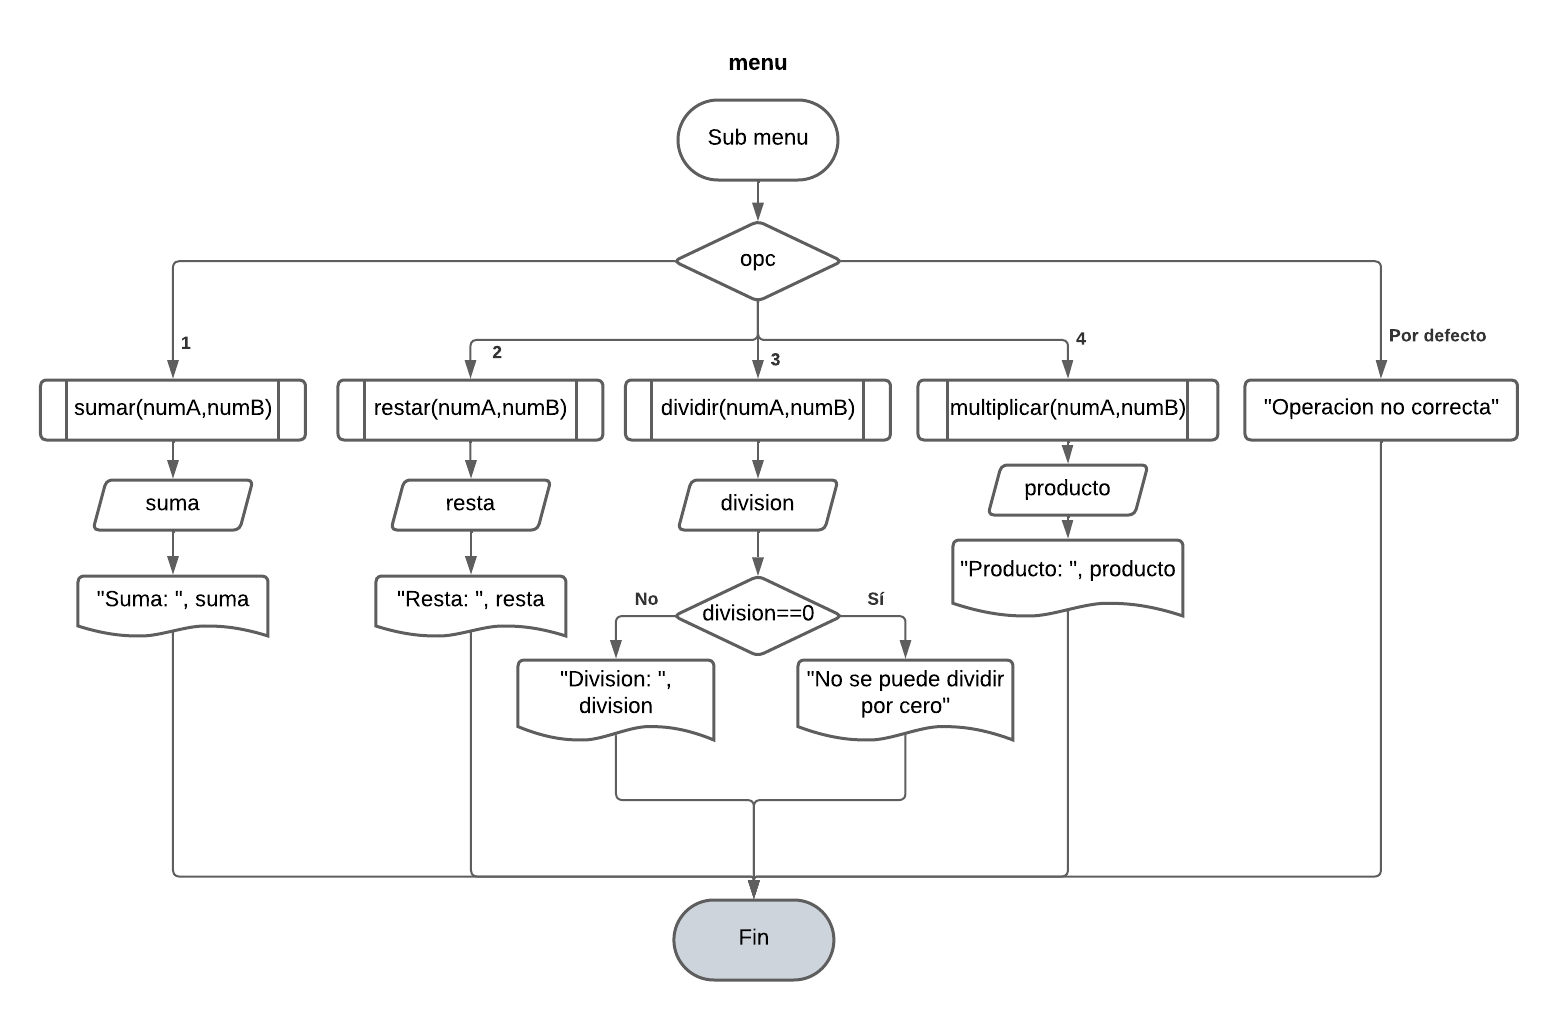 menu
Sub menu
opc
1
2
3
4
Por defecto
sumar(numA,numB)
restar(numA,numB)
dividir(numA,numB)
multiplicar(numA,numB)
"Operacion no correcta"
suma
resta
division
producto
"Suma: ", suma
"Resta: ", resta
No
division==0
Sí
"Producto: ", producto
"Division: ",
division
"No se puede dividir
por cero"
Fin